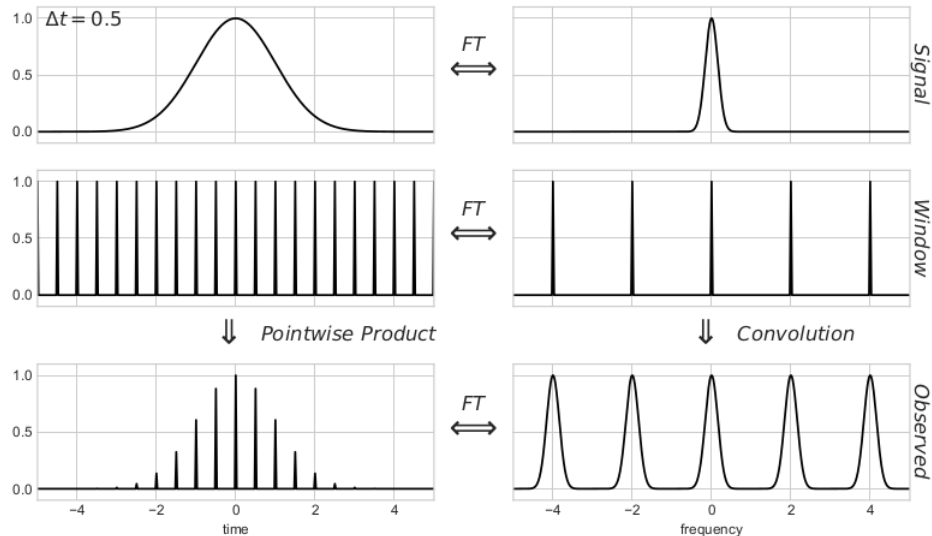 Δt = 0.5
1.0
0.5
0.0
FT
⇔
Signal
1.0
0.5
0.0
FT
⇔
Window
⇓ Pointwise Product
⇓ Convolution
1.0
0.5
0.0
FT
⇔
Observed
−4 −2 0 2 4
time
−4 −2 0 2 4
frequency